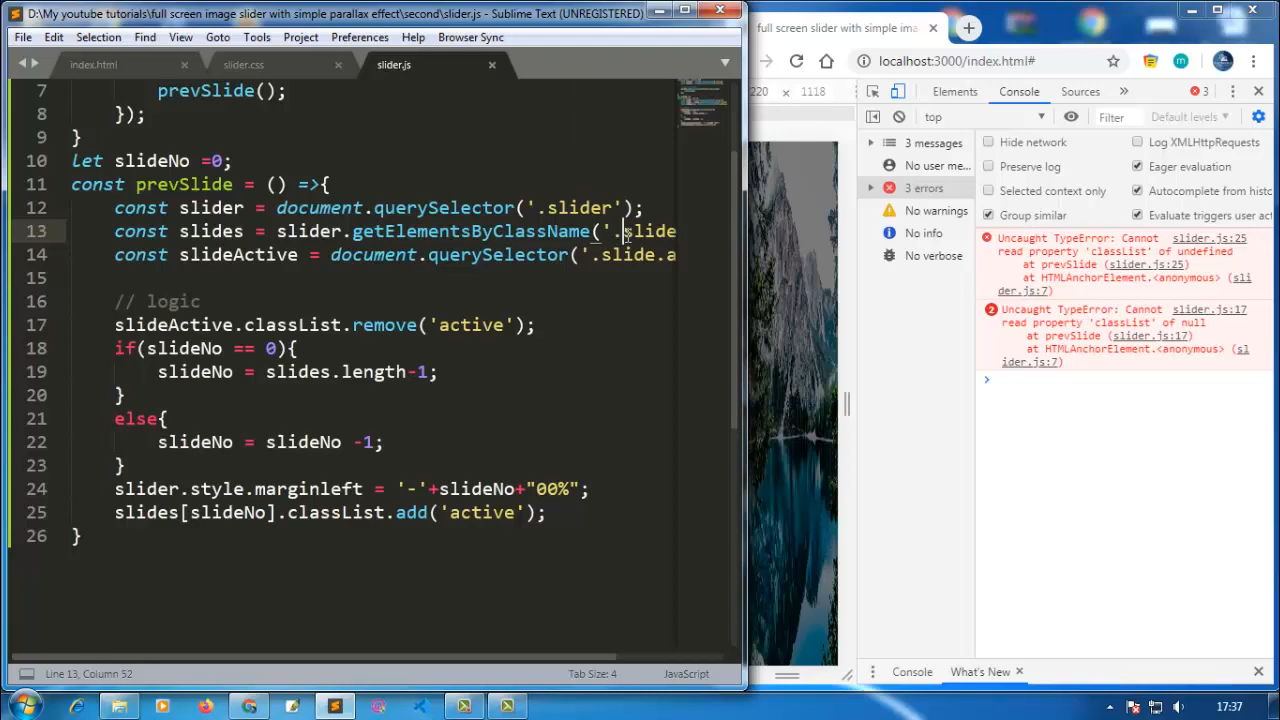 D:\My youtube tutorials\full screen image slider with simple parallax effect\second\slider.js - Sublime Text (UNREGISTERED)
File Edit Selection Find View Goto Tools Project Preferences Help Browser Sync
index.html slider.css slider.js
7 prevSlide();
8 });
9 }
10 let slideNo =0;
11 const prevSlide = () =>{
12 const slider = document.querySelector('.slider');
13 const slides = slider.getElementsByClassName('.slide
14 const slideActive = document.querySelector('.slide.a
15
16 // logic
17 slideActive.classList.remove('active');
18 if(slideNo == 0){
19 slideNo = slides.length-1;
20 }
21 else{
22 slideNo = slideNo -1;
23 }
24 slider.style.marginleft = '-'+slideNo+"00%";
25 slides[slideNo].classList.add('active');
26 }
Line 13, Column 52 Tab Size: 4 JavaScript
full screen slider with simple ima
localhost:3000/index.html#
220 x 1118
Elements Console Sources » 3
top Filter Default levels
3 messages
No user me...
3 errors
No warnings
No info
No verbose
Hide network Log XMLHttpRequests
Preserve log Eager evaluation
Selected context only Autocomplete from histo
Group similar Evaluate triggers user act
Uncaught TypeError: Cannot slider.js:25
read property 'classList' of undefined
at prevSlide (slider.js:25)
at HTMLAnchorElement.<anonymous> (sli
der.js:7)
2 Uncaught TypeError: Cannot slider.js:17
read property 'classList' of null
at prevSlide (slider.js:17)
at HTMLAnchorElement.<anonymous> (sl
ider.js:7)
Console What's New
17:37